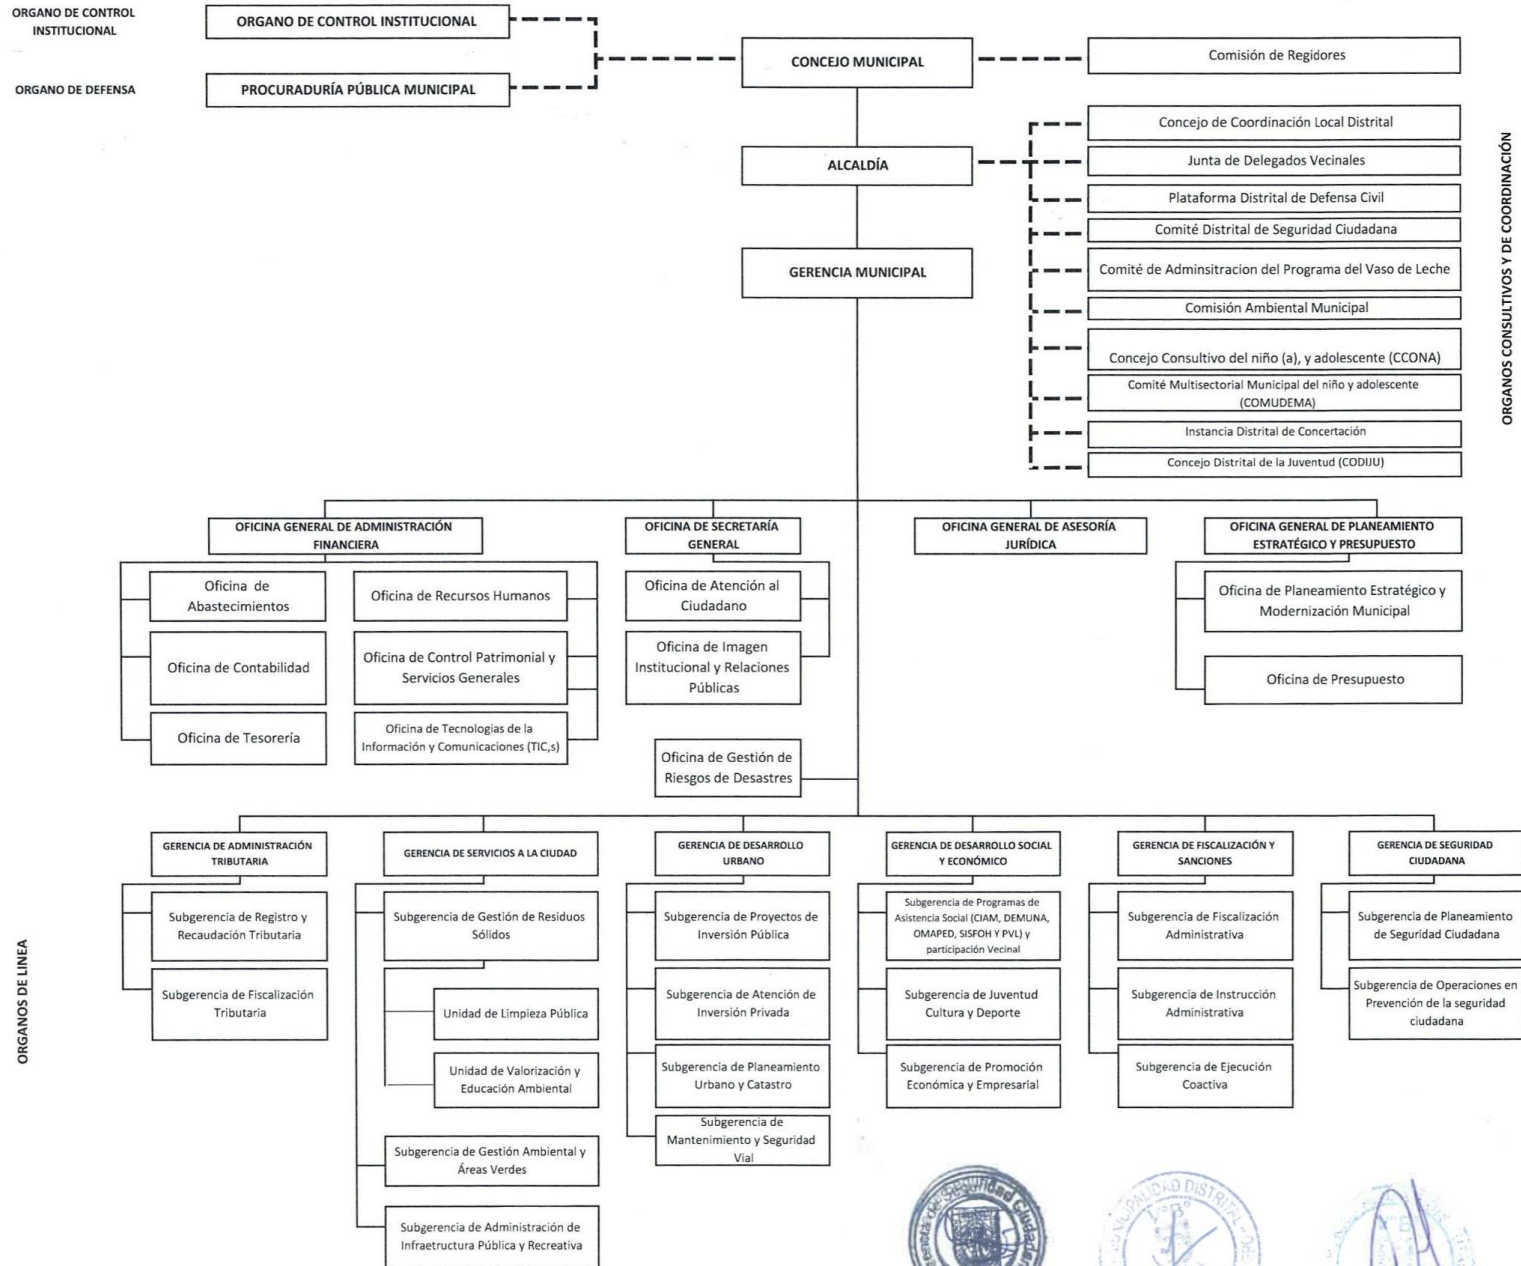 ORGANO DE CONTROL
INSTITUCIONAL
ORGANO DE CONTROL INSTITUCIONAL
ORGANO DE DEFENSA
PROCURADURÍA PÚBLICA MUNICIPAL
CONCEJO MUNICIPAL
Comisión de Regidores
ALCALDÍA
GERENCIA MUNICIPAL
Concejo de Coordinación Local Distrital
Junta de Delegados Vecinales
Plataforma Distrital de Defensa Civil
Comité Distrital de Seguridad Ciudadana
Comité de Adminsitracion del Programa del Vaso de Leche
Comisión Ambiental Municipal
Concejo Consultivo del niño (a), y adolescente (CCONA)
Comité Multisectorial Municipal del niño y adolescente
(COMUDEMA)
Instancia Distrital de Concertación
Concejo Distrital de la Juventud (CODIJU)
ORGANOS CONSULTIVOS Y DE COORDINACIÓN
OFICINA GENERAL DE ADMINISTRACIÓN
FINANCIERA
Oficina de
Abastecimientos
Oficina de Contabilidad
Oficina de Tesorería
Oficina de Recursos Humanos
Oficina de Control Patrimonial y
Servicios Generales
Oficina de Tecnologias de la
Información y Comunicaciones (TIC,s)
OFICINA DE SECRETARÍA
GENERAL
Oficina de Atención al
Ciudadano
Oficina de Imagen
Institucional y Relaciones
Públicas
OFICINA GENERAL DE ASESORÍA
JURÍDICA
OFICINA GENERAL DE PLANEAMIENTO
ESTRATÉGICO Y PRESUPUESTO
Oficina de Planeamiento Estratégico y
Modernización Municipal
Oficina de Presupuesto
Oficina de Gestión de
Riesgos de Desastres
ORGANOS DE LINEA
GERENCIA DE ADMINISTRACIÓN
TRIBUTARIA
Subgerencia de Registro y
Recaudación Tributaria
Subgerencia de Fiscalización
Tributaria
GERENCIA DE SERVICIOS A LA CIUDAD
Subgerencia de Gestión de Residuos
Sólidos
Unidad de Limpieza Pública
Unidad de Valorización y
Educación Ambiental
Subgerencia de Gestión Ambiental y
Áreas Verdes
Subgerencia de Administración de
Infraetructura Pública y Recreativa
GERENCIA DE DESARROLLO
URBANO
Subgerencia de Proyectos de
Inversión Pública
Subgerencia de Atención de
Inversión Privada
Subgerencia de Planeamiento
Urbano y Catastro
Subgerencia de
Mantenimiento y Seguridad
Vial
GERENCIA DE DESARROLLO SOCIAL
Y ECONÓMICO
Subgerencia de Programas de
Asistencia Social (CIAM, DEMUNA,
OMAPED, SISFOH Y PVL) y
participación Vecinal
Subgerencia de Juventud
Cultura y Deporte
Subgerencia de Promoción
Económica y Empresarial
GERENCIA DE FISCALIZACIÓN Y
SANCIONES
Subgerencia de Fiscalización
Administrativa
Subgerencia de Instrucción
Administrativa
Subgerencia de Ejecución
Coactiva
GERENCIA DE SEGURIDAD
CIUDADANA
Subgerencia de Planeamiento
de Seguridad Ciudadana
Subgerencia de Operaciones en
Prevención de la seguridad
ciudadana
de Seguridad Ciudadana